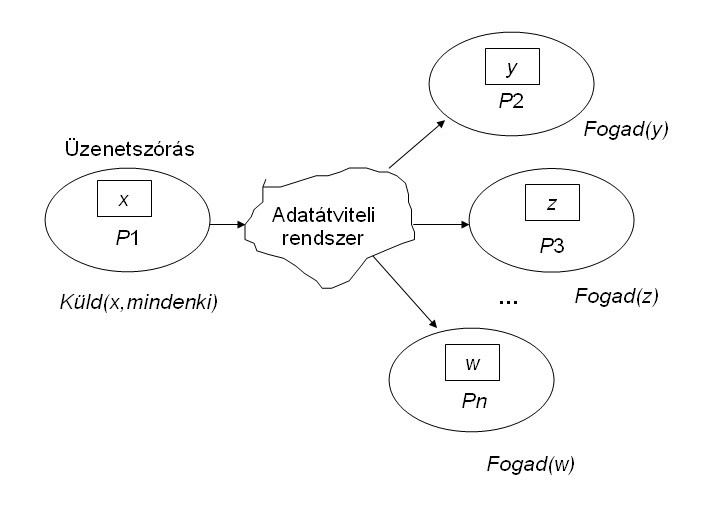 y
P2
Fogad(y)
Üzenetszórás
x
P1
Küld(x,mindenki)
Adatátviteli
rendszer
z
P3
Fogad(z)
...
w
Pn
Fogad(w)